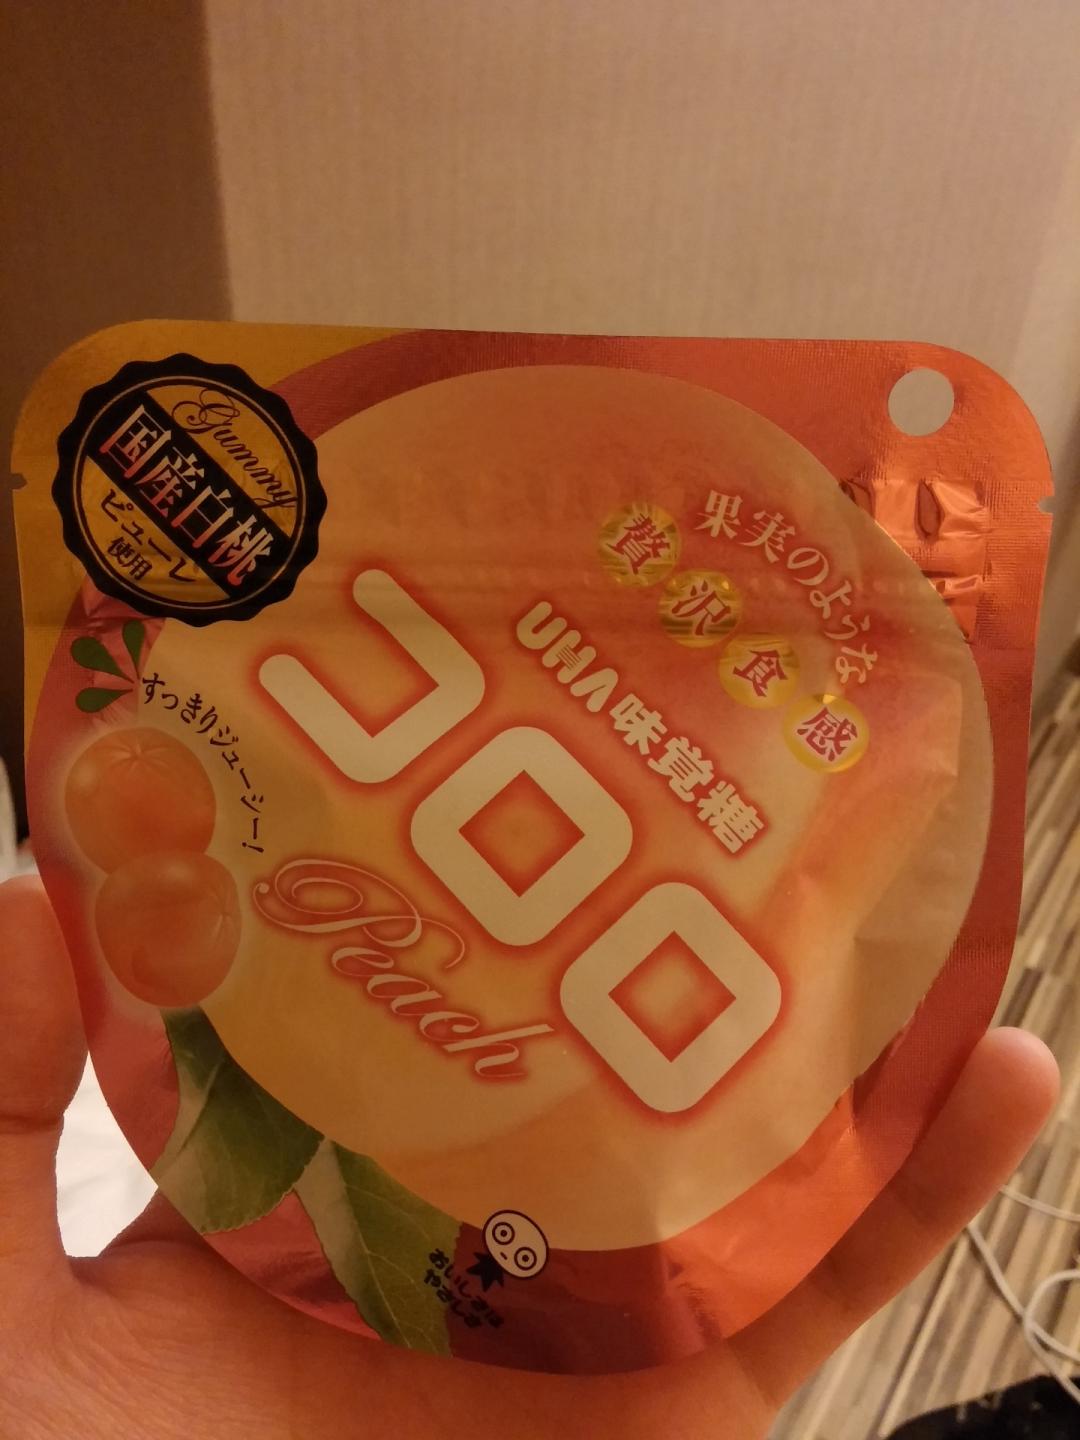 Gummy
国産白桃
ピューレ
使用
果実のような
贅沢食感
UHA味覚糖
コロロ
Peach
すっきりジューシー!
おいしさは
やさしさ